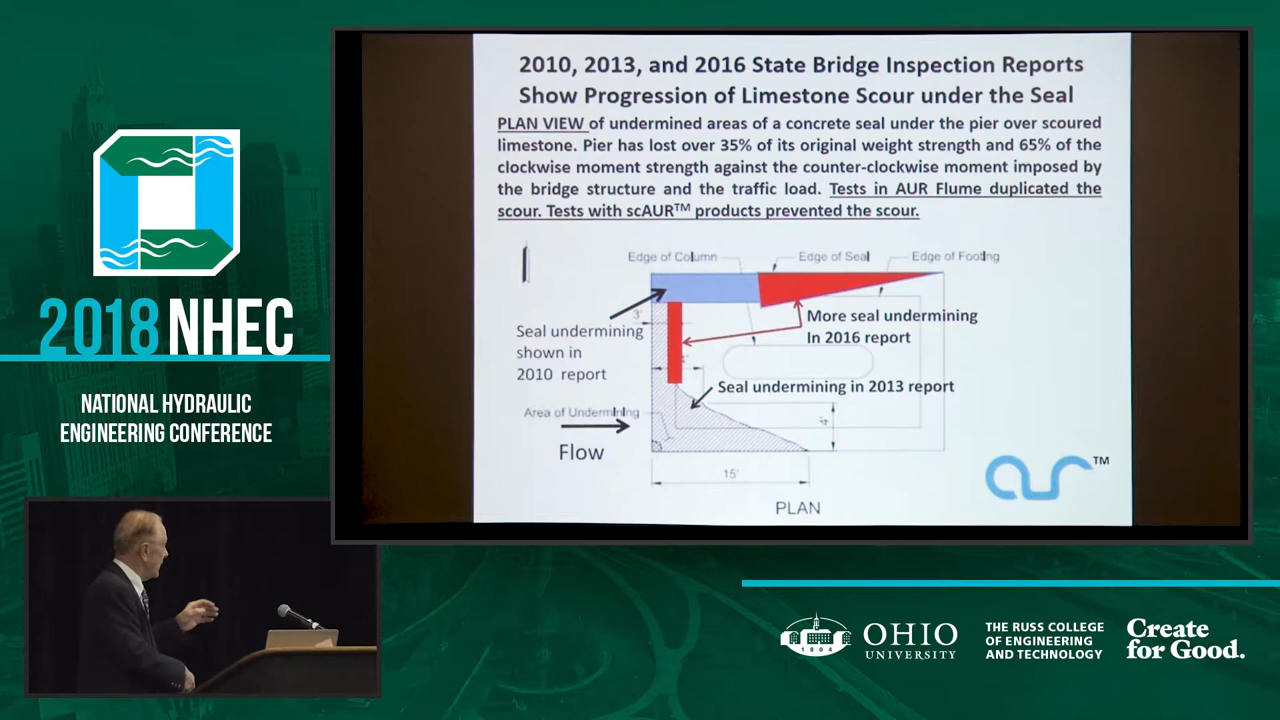 2010, 2013, and 2016 State Bridge Inspection Reports
Show Progression of Limestone Scour under the Seal
PLAN VIEW of undermined areas of a concrete seal under the pier over scoured
limestone. Pier has lost over 35% of its original weight strength and 65% of the
clockwise moment strength against the counter-clockwise moment imposed by
the bridge structure and the traffic load. Tests in AUR Flume duplicated the
scour. Tests with scAUR™ products prevented the scour.
Edge of Column
Edge of Seal
Edge of Footing
3'
Seal undermining
shown in
2010 report
More seal undermining
In 2016 report
Seal undermining in 2013 report
Area of Undermining
4'
Flow
15'
PLAN
aur™
2018 NHEC
NATIONAL HYDRAULIC
ENGINEERING CONFERENCE
OHIO
UNIVERSITY
1804
THE RUSS COLLEGE
OF ENGINEERING
AND TECHNOLOGY
Create
for Good.